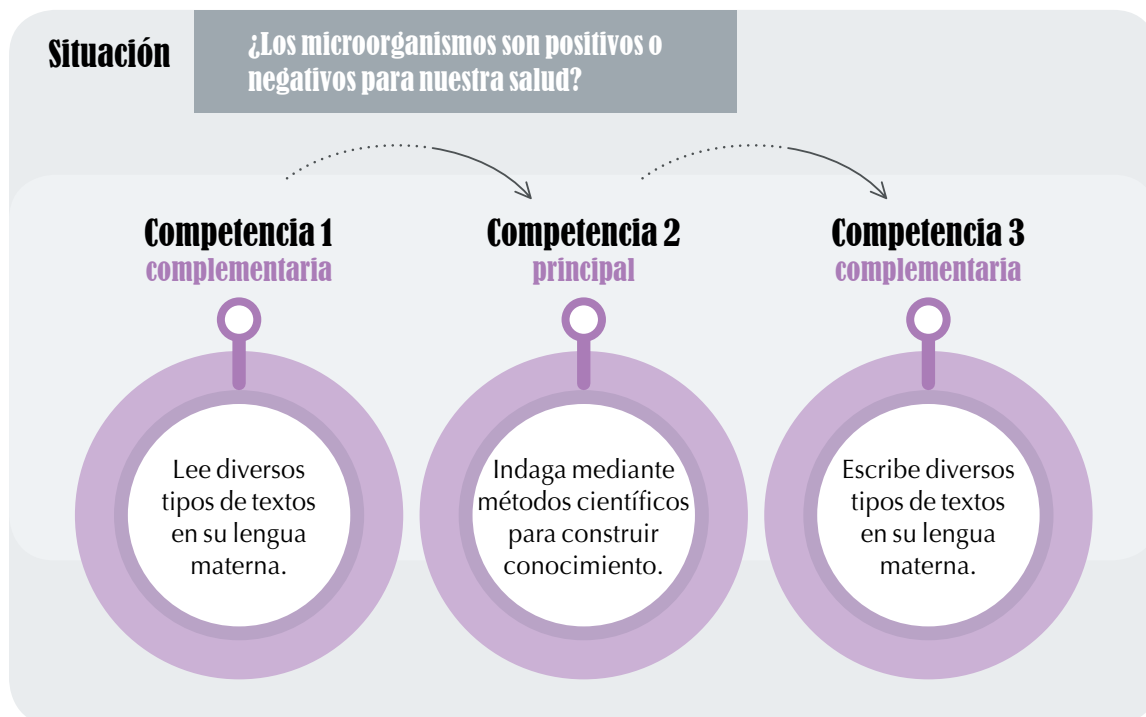 Situación
¿Los microorganismos son positivos o
negativos para nuestra salud?
Competencia 1
complementaria
Lee diversos
tipos de textos
en su lengua
materna.
Competencia 2
principal
Indaga mediante
métodos científicos
para construir
conocimiento.
Competencia 3
complementaria
Escribe diversos
tipos de textos
en su lengua
materna.